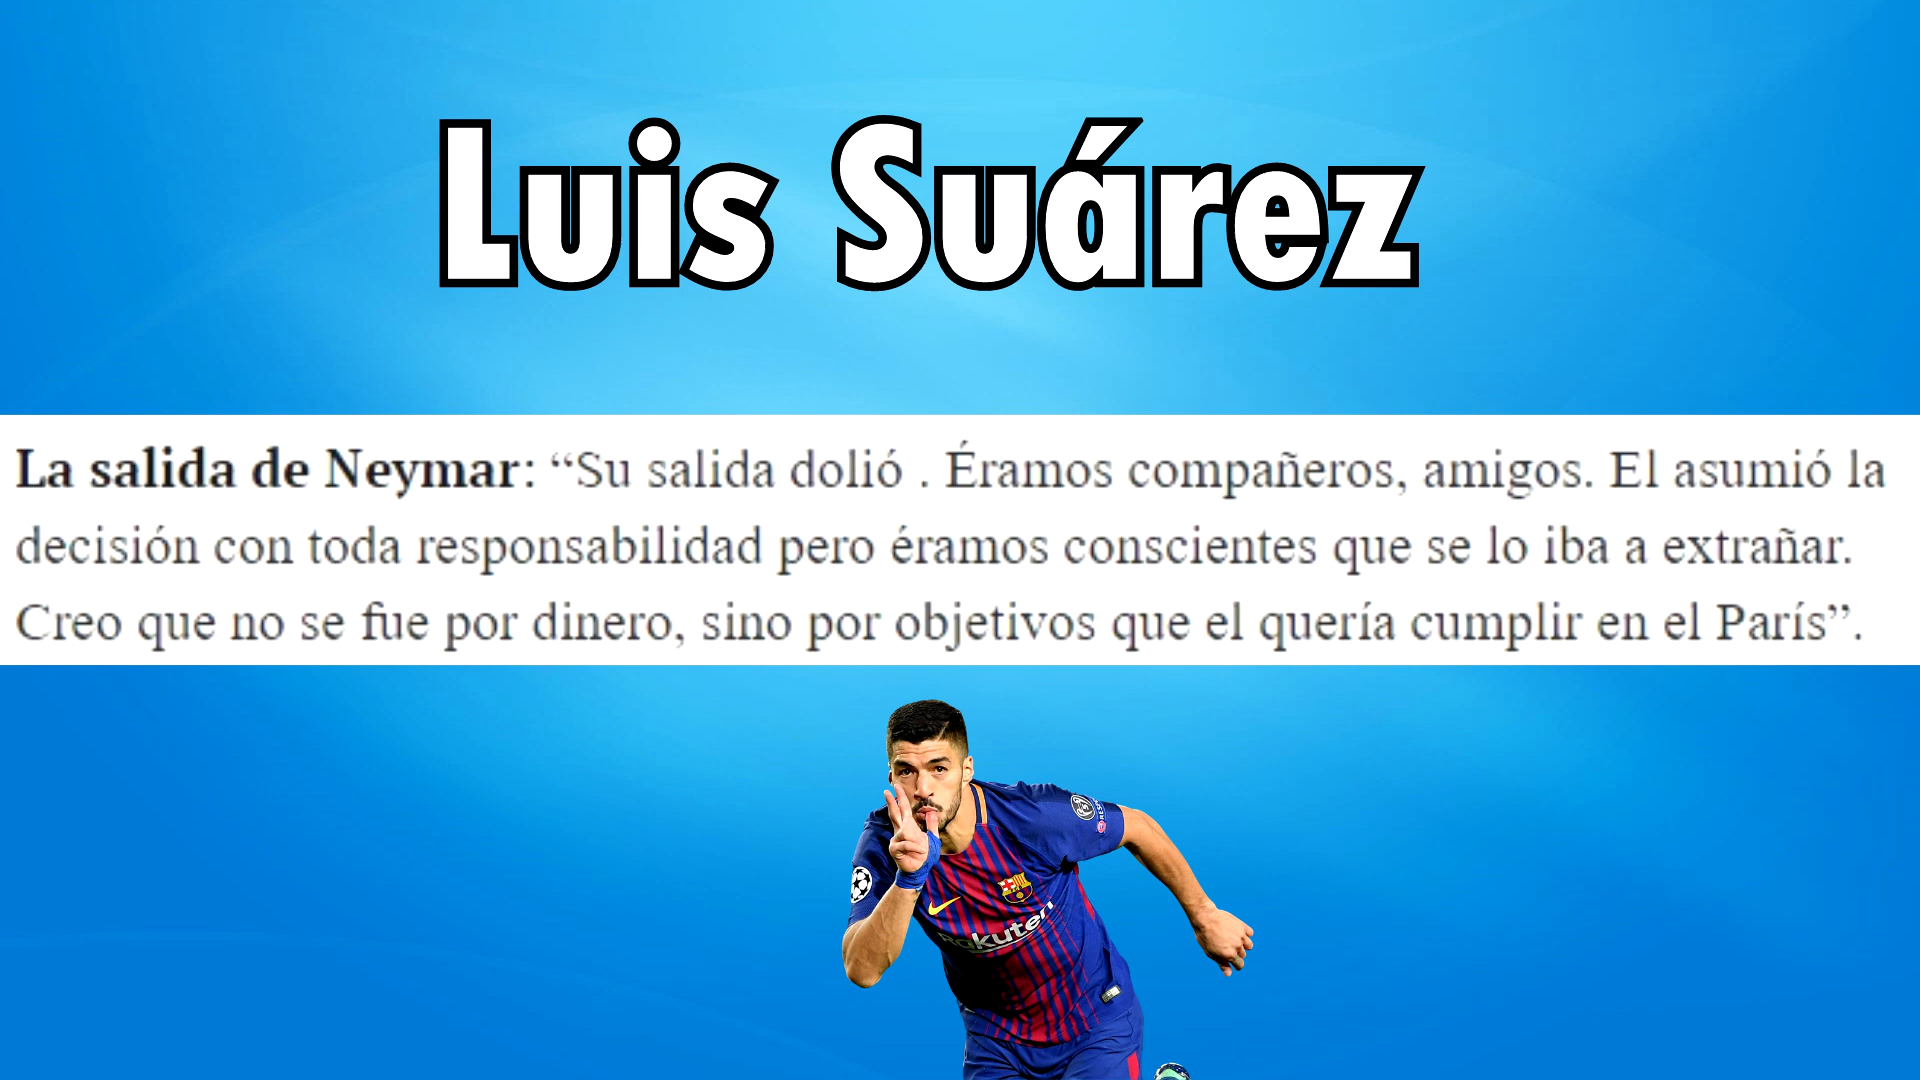 Luis Suárez
La salida de Neymar: “Su salida dolió . Éramos compañeros, amigos. El asumió la
decisión con toda responsabilidad pero éramos conscientes que se lo iba a extrañar.
Creo que no se fue por dinero, sino por objetivos que el quería cumplir en el París”.
Rakuten